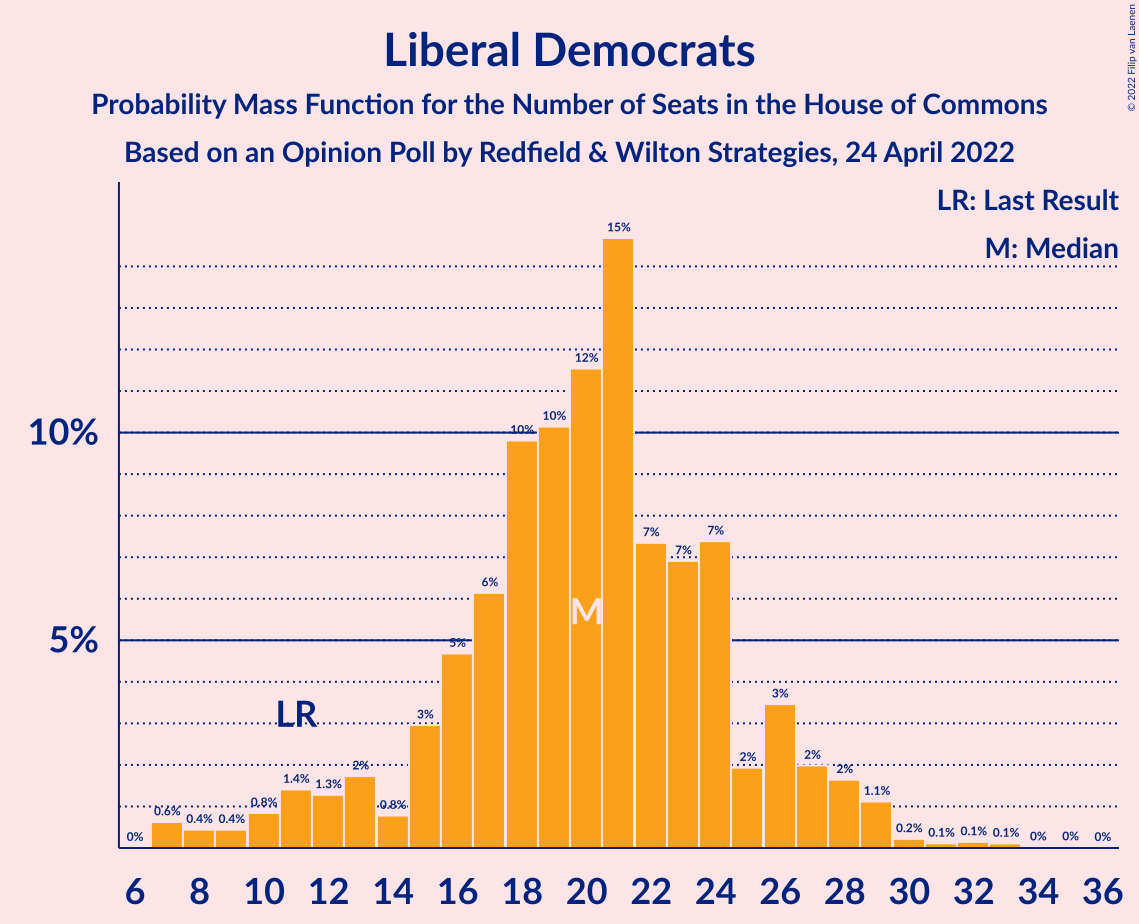 © 2022 Filip van Laenen
Liberal Democrats
Probability Mass Function for the Number of Seats in the House of Commons
Based on an Opinion Poll by Redfield & Wilton Strategies, 24 April 2022
LR: Last Result
M: Median
10%
5%
LR
M
0% 0.6% 0.4% 0.4% 0.8% 1.4% 1.3% 2% 0.8% 3% 5% 6% 10% 10% 12% 15% 7% 7% 7% 2% 3% 2% 2% 1.1% 0.2% 0.1% 0.1% 0.1% 0% 0% 0%
6 8 10 12 14 16 18 20 22 24 26 28 30 32 34 36